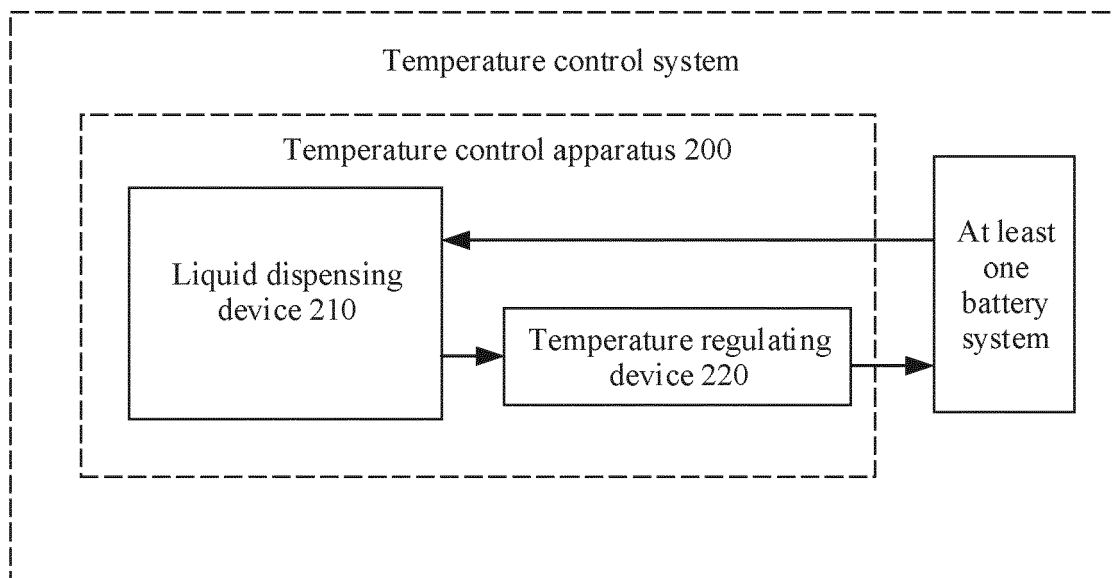 Temperature control system
Temperature control apparatus 200
Liquid dispensing
device 210
Temperature regulating
device 220
At least
one
battery
system